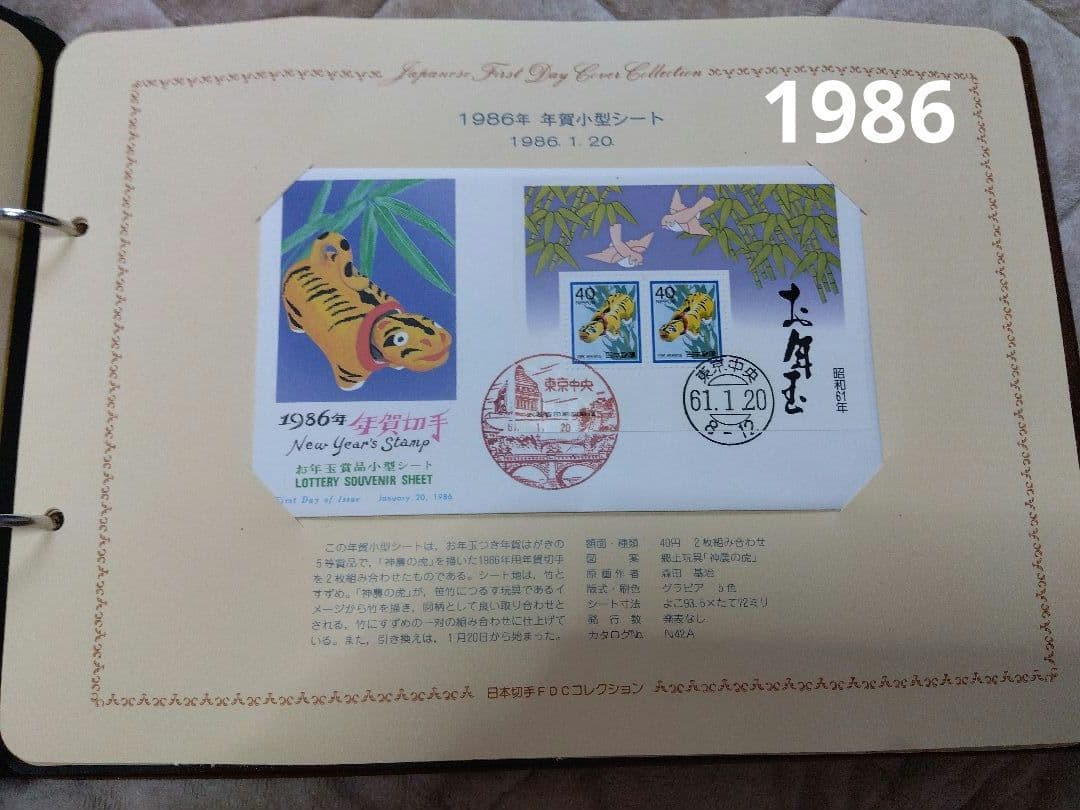 Japanese First Day Cover Collection
1986
1986年 年賀小型シート
1986. 1. 20.
40
NIPPON
日本郵便
40
NIPPON
日本郵便
お年玉
昭和61年
東京中央
61. 1. 20
東京中央
61.1.20
8-12
1986年 年賀切手
New Year's Stamp
お年玉賞品小型シート
LOTTERY SOUVENIR SHEET
First Day of Issue January 20, 1986
この年賀小型シートは、お年玉つき年賀はがきの
5等賞品で、「神農の虎」を描いた1986年用年賀切手
を2枚組み合わせたものである。シート地は、竹と
すずめ。「神農の虎」が、笹竹につるす玩具であるイ
メージから竹を描き、図柄として良い取り合わせと
される、竹にすずめの一対の組み合わせに仕上げて
いる。また、引き換えは、1月20日から始まった。
額面・種類 40円 2枚組み合わせ
図案 郷土玩具「神農の虎」
原画作者 森田 基治
版式・刷色 グラビア 5色
シート寸法 よこ93.5×たて72ミリ
発行数 発表なし
カタログNo. N42A
日本切手FDCコレクション